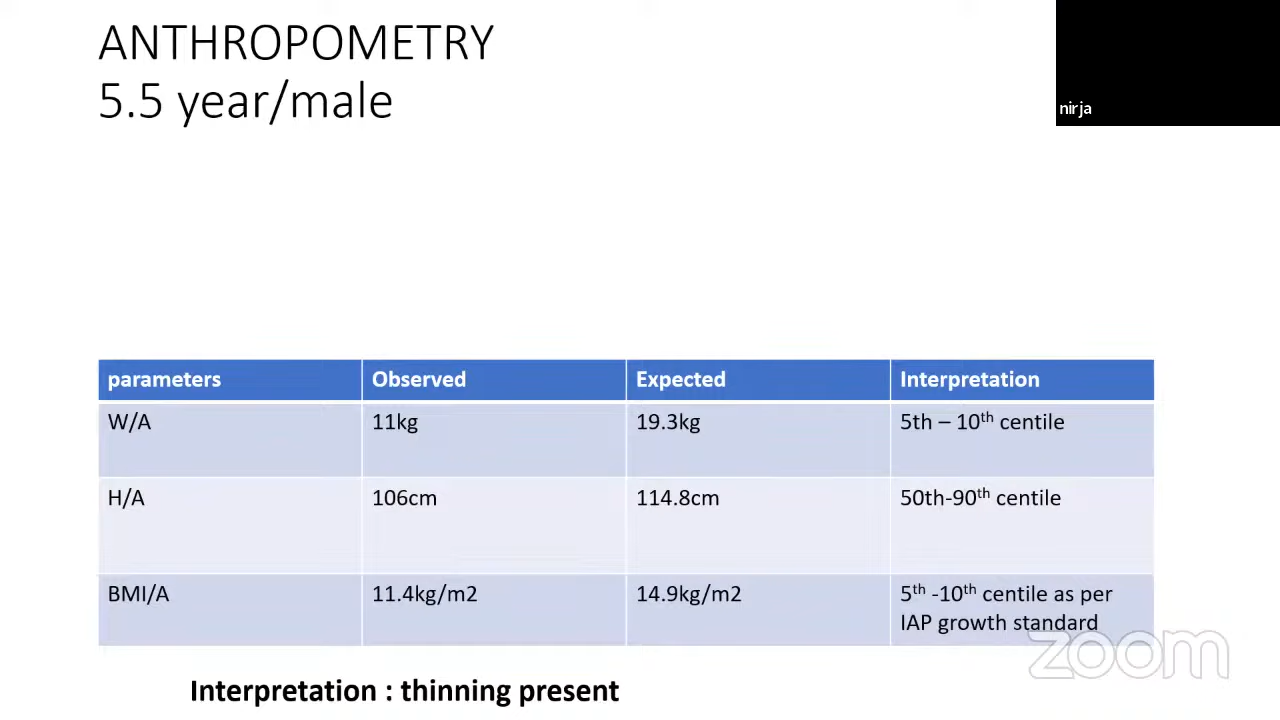 ANTHROPOMETRY
5.5 year/male
nirja
parameters Observed Expected Interpretation
W/A 11kg 19.3kg 5th – 10th centile
H/A 106cm 114.8cm 50th-90th centile
BMI/A 11.4kg/m2 14.9kg/m2 5th -10th centile as per
IAP growth standard
zoom
Interpretation : thinning present